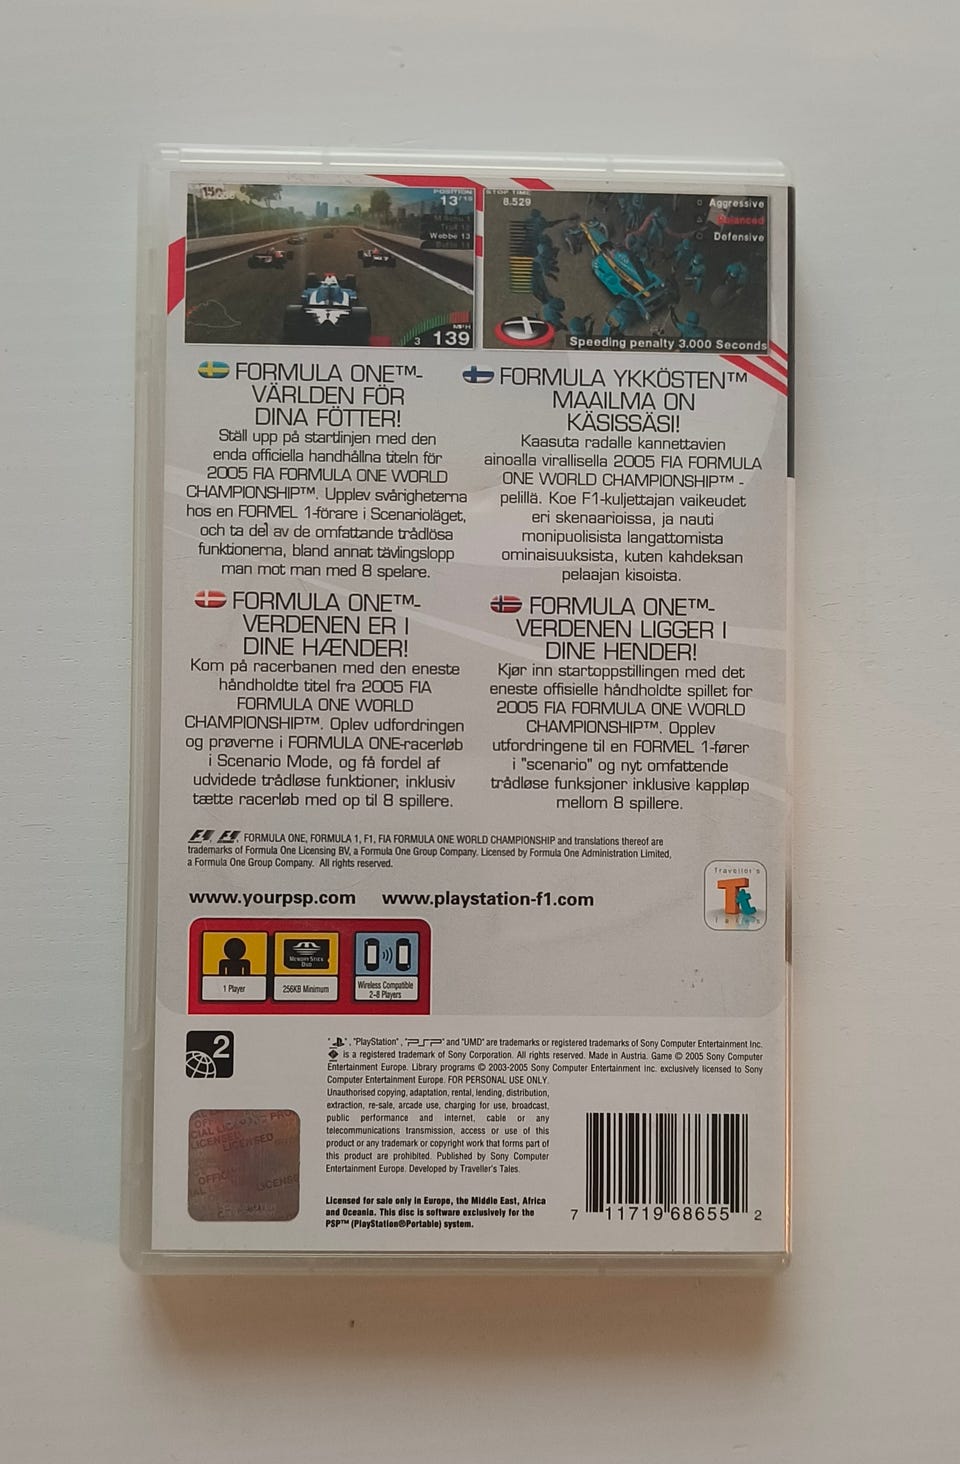 POSITION
13/19
Webbe 13
MPH
3 139
STOP TIME
8.529
Aggressive
Balanced
Defensive
Speeding penalty 3.000 Seconds
FORMULA ONE™-
VÄRLDEN FÖR
DINA FÖTTER!
Ställ upp på startlinjen med den
enda officiella handhållna titeln för
2005 FIA FORMULA ONE WORLD
CHAMPIONSHIP™. Upplev svårigheterna
hos en FORMEL 1-förare i Scenarioläget,
och ta del av de omfattande trådlösa
funktionerna, bland annat tävlingslopp
man mot man med 8 spelare.
FORMULA YKKÖSTEN™
MAAILMA ON
KÄSISSÄSI!
Kaasuta radalle kannettavien
ainoalla virallisella 2005 FIA FORMULA
ONE WORLD CHAMPIONSHIP™ -
pelillä. Koe F1-kuljettajan vaikeudet
eri skenaarioissa, ja nauti
monipuolisista langattomista
ominaisuuksista, kuten kahdeksan
pelaajan kisoista.
FORMULA ONE™-
VERDENEN ER I
DINE HÆNDER!
Kom på racerbanen med den eneste
håndholdte titel fra 2005 FIA
FORMULA ONE WORLD
CHAMPIONSHIP™. Oplev udfordringen
og prøverne i FORMULA ONE-racerløb
i Scenario Mode, og få fordel af
udvidede trådløse funktioner, inklusiv
tætte racerløb med op til 8 spillere.
FORMULA ONE™-
VERDENEN LIGGER I
DINE HENDER!
Kjør inn startoppstillingen med det
eneste offisielle håndholdte spillet for
2005 FIA FORMULA ONE WORLD
CHAMPIONSHIP™. Opplev
utfordringene til en FORMEL 1-fører
i "scenario" og nyt omfattende
trådløse funksjoner inklusive kappløp
mellom 8 spillere.
F1, F1, FORMULA ONE, FORMULA 1, F1, FIA FORMULA ONE WORLD CHAMPIONSHIP and translations thereof are
trademarks of Formula One Licensing BV, a Formula One Group Company. Licensed by Formula One Administration Limited,
a Formula One Group Company. All rights reserved.
www.yourpsp.com www.playstation-f1.com
Traveller's
Tt
Tales
MEMORY STICK
DUO
1 Player
256KB Minimum
Wireless Compatible
2-8 Players
2
" ", "PlayStation", "PSP" and "UMD" are trademarks or registered trademarks of Sony Computer Entertainment Inc.
is a registered trademark of Sony Corporation. All rights reserved. Made in Austria. Game © 2005 Sony Computer
Entertainment Europe. Library programs © 2003-2005 Sony Computer Entertainment Inc. exclusively licensed to Sony
Computer Entertainment Europe. FOR PERSONAL USE ONLY.
Unauthorised copying, adaptation, rental, lending, distribution,
extraction, re-sale, arcade use, charging for use, broadcast,
public performance and internet, cable or any
telecommunications transmission, access or use of this
product or any trademark or copyright work that forms part of
this product are prohibited. Published by Sony Computer
Entertainment Europe. Developed by Traveller's Tales.
Licensed for sale only in Europe, the Middle East, Africa
and Oceania. This disc is software exclusively for the
PSP™ (PlayStation®Portable) system.
LICENSED
LICENSED
7 11719 68655 2